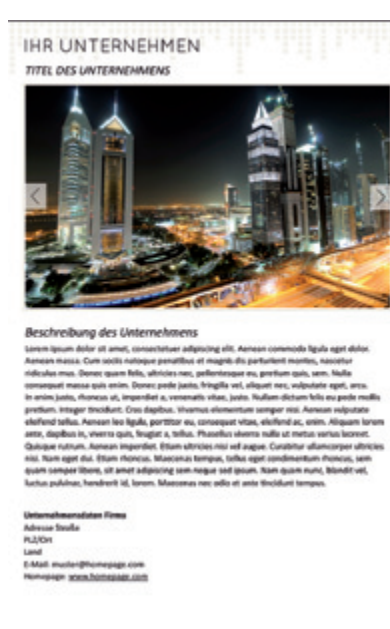 IHR UNTERNEHMEN
TITEL DES UNTERNEHMENS
Beschreibung des Unternehmens
Lorem ipsum dolor sit amet, consectetuer adipiscing elit. Aenean commodo ligula eget dolor.
Aenean massa. Cum sociis natoque penatibus et magnis dis parturient montes, nascetur
ridiculus mus. Donec quam felis, ultricies nec, pellentesque eu, pretium quis, sem. Nulla
consequat massa quis enim. Donec pede justo, fringilla vel, aliquet nec, vulputate eget, arcu.
In enim justo, rhoncus ut, imperdiet a, venenatis vitae, justo. Nullam dictum felis eu pede mollis
pretium. Integer tincidunt. Cras dapibus. Vivamus elementum semper nisi. Aenean vulputate
eleifend tellus. Aenean leo ligula, porttitor eu, consequat vitae, eleifend ac, enim. Aliquam lorem
ante, dapibus in, viverra quis, feugiat a, tellus. Phasellus viverra nulla ut metus varius laoreet.
Quisque rutrum. Aenean imperdiet. Etiam ultricies nisi vel augue. Curabitur ullamcorper ultricies
nisi. Nam eget dui. Etiam rhoncus. Maecenas tempus, tellus eget condimentum rhoncus, sem
quam semper libero, sit amet adipiscing sem neque sed ipsum. Nam quam nunc, blandit vel,
luctus pulvinar, hendrerit id, lorem. Maecenas nec odio et ante tincidunt tempus.
Unternehmensdaten Firma
Adresse Straße
PLZ/Ort
Land
E-Mail: muster@homepage.com
Homepage: www.homepage.com